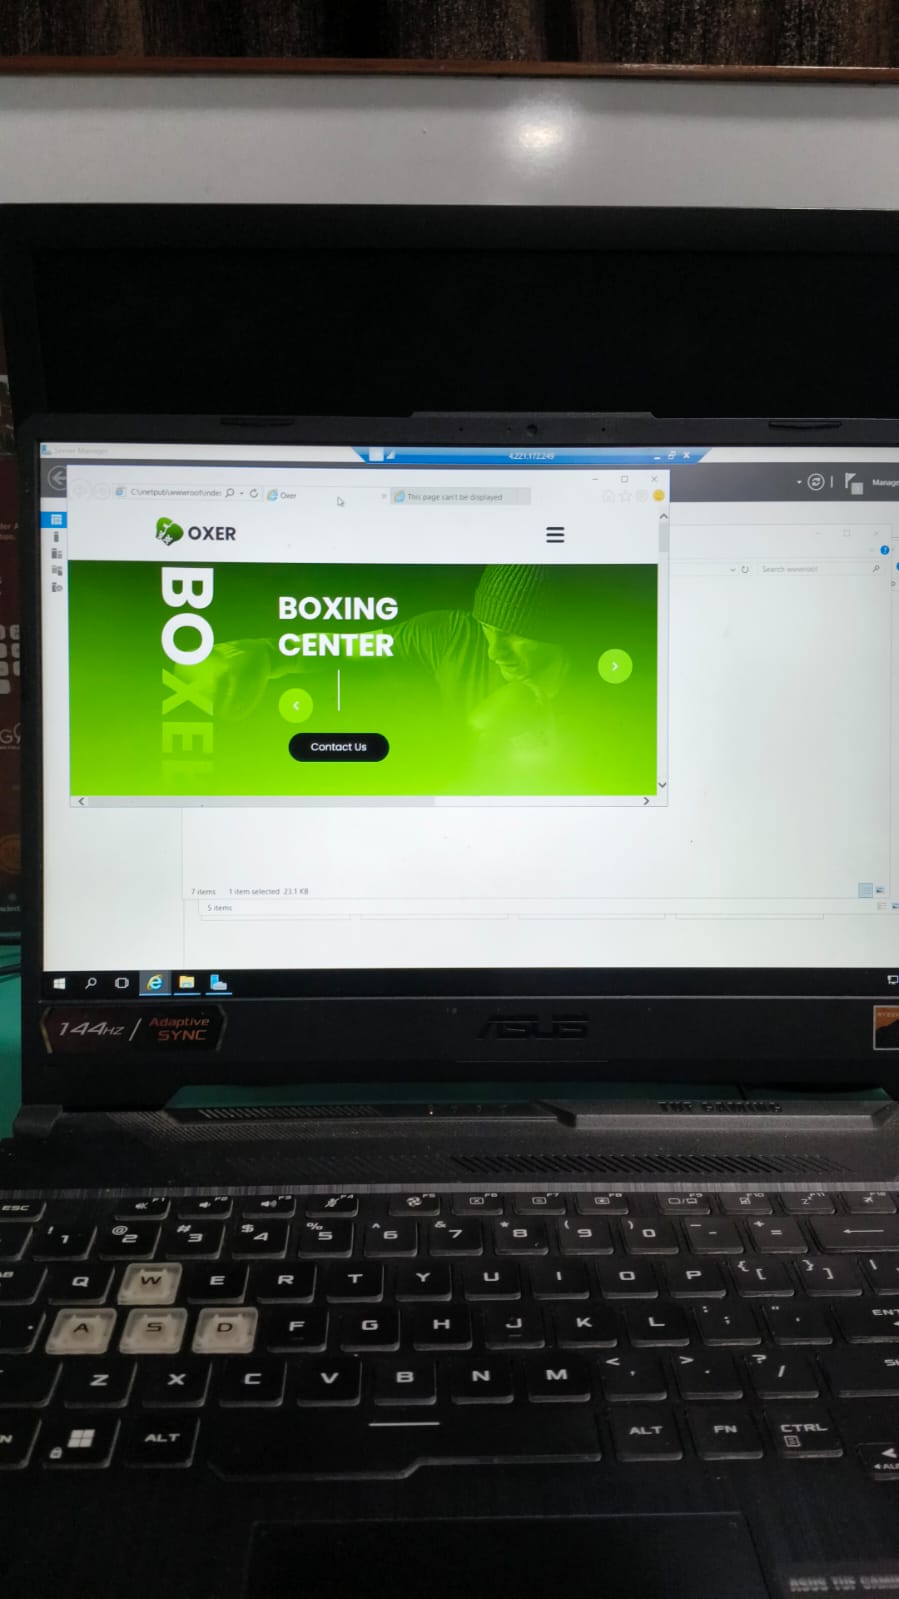 Server Manager
4.221.172.249
Manage
C:\inetpub\wwwroot\index
Oxer
This page can't be displayed
Search wwwroot
OXER
BOXER
BOXING
CENTER
Contact Us
7 items 1 item selected 23.1 KB
5 items
144Hz / Adaptive
SYNC
ASUS
RYZEN
TUF GAMING
ESC F1 F2 F3 F4 F5 F6 F7 F8 F9 F10 F11 F12
! 1 @ 2 # 3 $ 4 % 5 ^ 6 & 7 * 8 ( 9 ) 0 _ - + =
Q W E R T Y U I O P { [ } ] | \
A S D F G H J K L : ; " ' ENT
Z X C V B N M < , > . ? /
ALT ALT FN CTRL
ASUS TUF GAMI